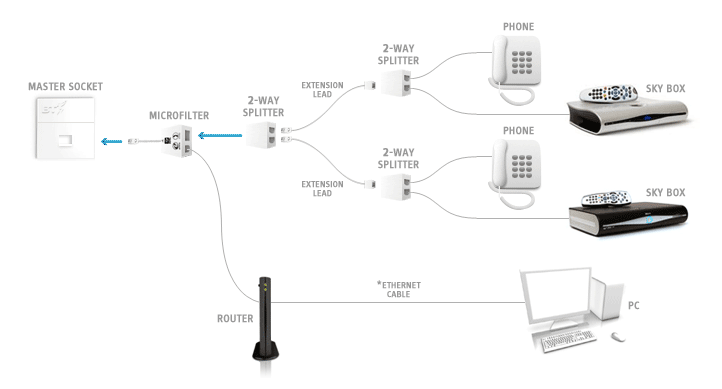 PHONE
2-WAY
SPLITTER
SKY BOX
MASTER SOCKET
EXTENSION
LEAD
2-WAY
SPLITTER
MICROFILTER
BT
PHONE
2-WAY
SPLITTER
EXTENSION
LEAD
SKY BOX
*ETHERNET
CABLE
PC
ROUTER